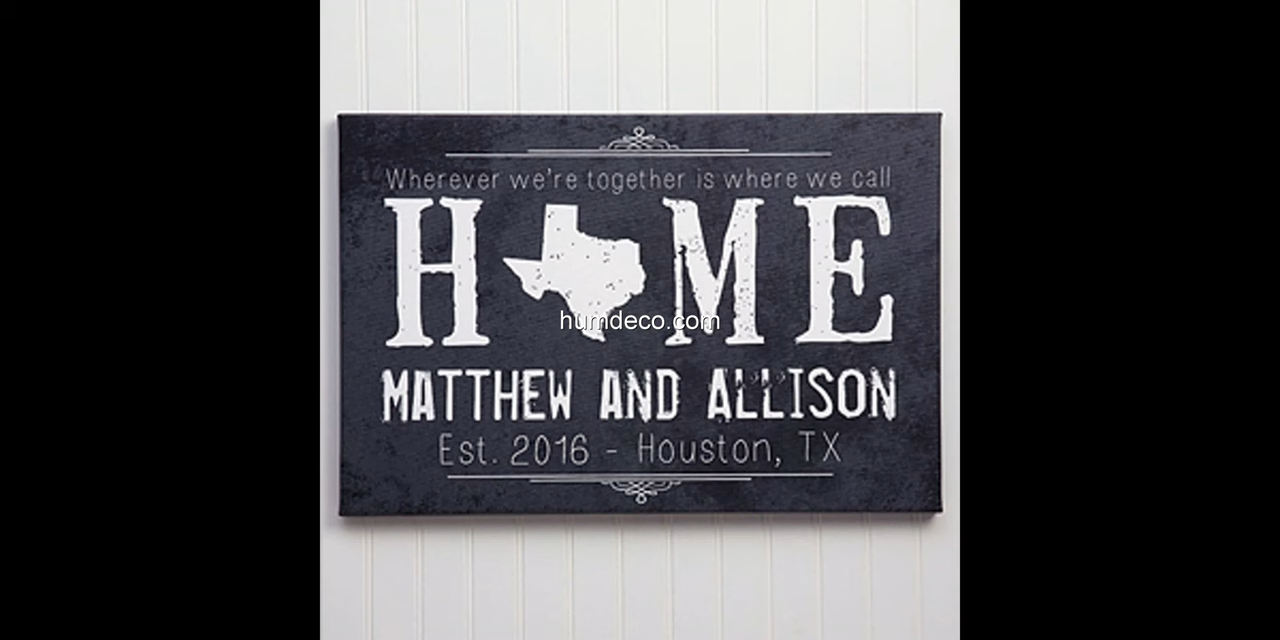 Wherever we're together is where we call
H ME
humdeco.com
MATTHEW AND ALLISON
Est. 2016 - Houston, TX